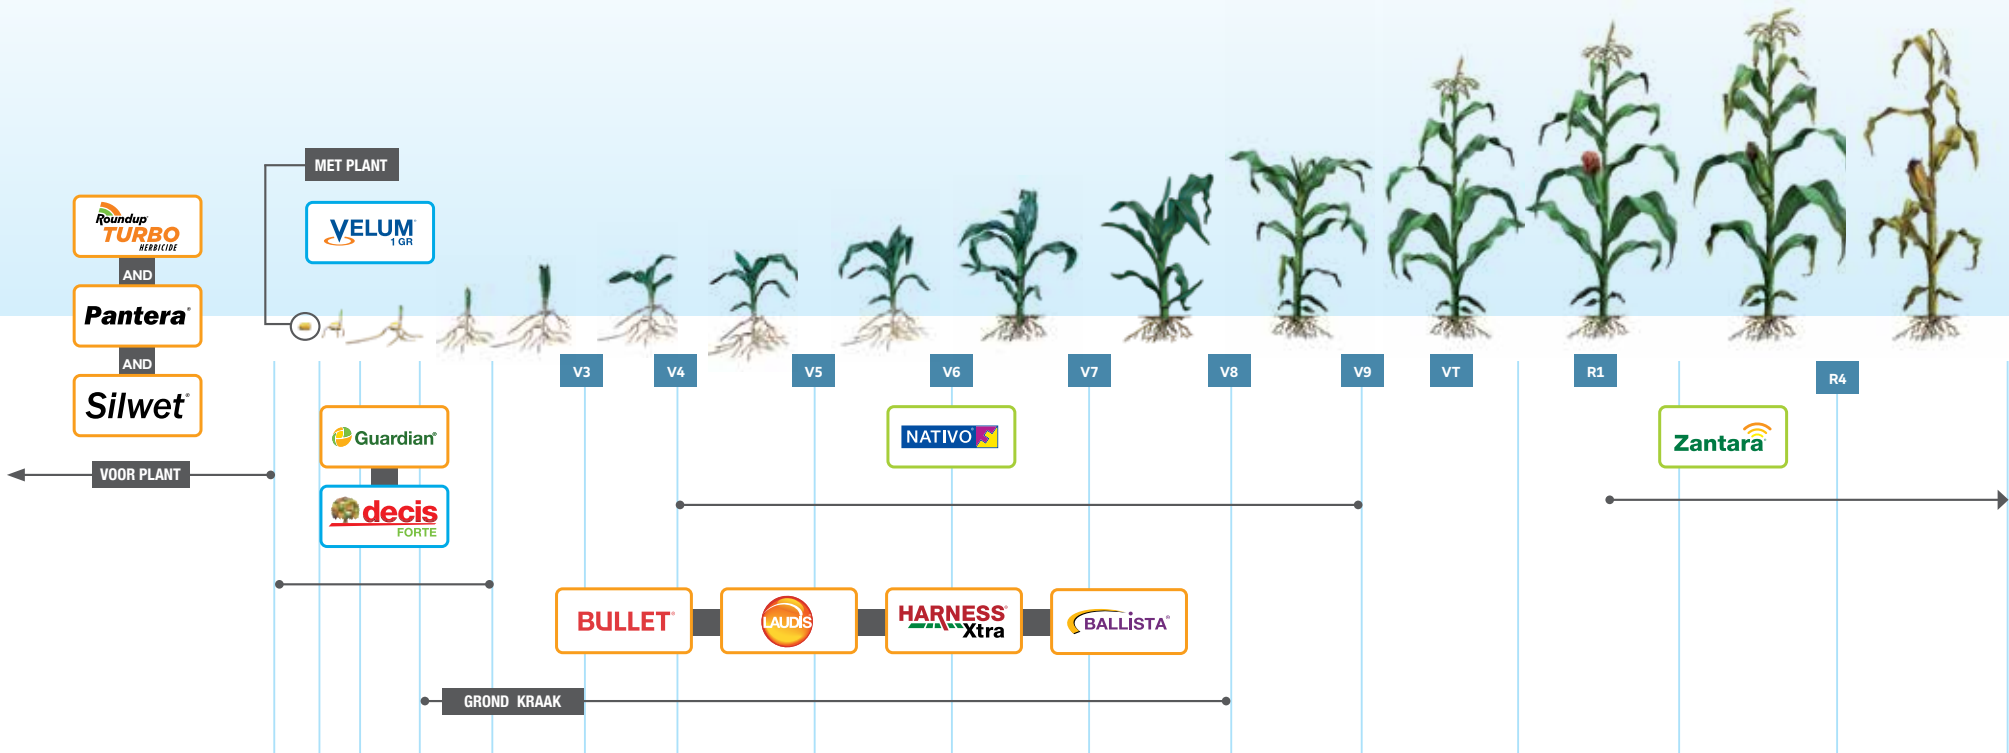 MET PLANT
VELUM
1 GR
Roundup
TURBO
HERBICIDE
AND
Pantera®
AND
Silwet®
VOOR PLANT
Guardian®
decis
FORTE
V3
V4
V5
V6
V7
V8
V9
VT
R1
R4
NATIVO
Zantara
BULLET®
LAUDIS
HARNESS®
Xtra
BALLISTA®
GROND KRAAK